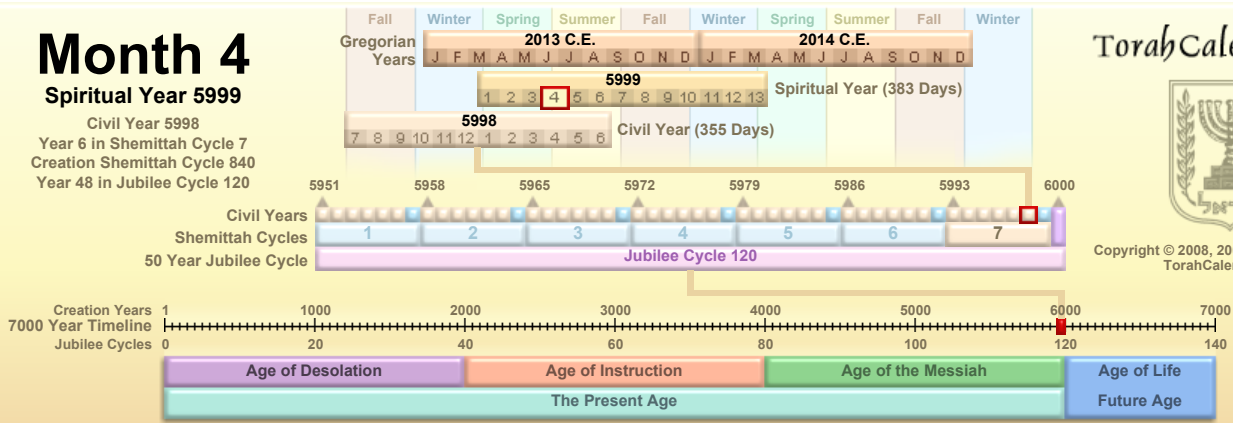 Fall Winter Spring Summer Fall Winter Spring Summer Fall Winter
Month 4
Spiritual Year 5999
Civil Year 5998
Year 6 in Shemittah Cycle 7
Creation Shemittah Cycle 840
Year 48 in Jubilee Cycle 120
Gregorian Years
2013 C.E. 2014 C.E.
J F M A M J J A S O N D J F M A M J J A S O N D
5999
1 2 3 4 5 6 7 8 9 10 11 12 13
Spiritual Year (383 Days)
5998
7 8 9 10 11 12 1 2 3 4 5 6
Civil Year (355 Days)
5951 5958 5965 5972 5979 5986 5993 6000
Civil Years
Shemittah Cycles 1 2 3 4 5 6 7
50 Year Jubilee Cycle Jubilee Cycle 120
TorahCale
Copyright © 2008, 20
TorahCale
Creation Years 1 1000 2000 3000 4000 5000 6000 7000
7000 Year Timeline
Jubilee Cycles 0 20 40 60 80 100 120 140
Age of Desolation Age of Instruction Age of the Messiah Age of Life
The Present Age Future Age